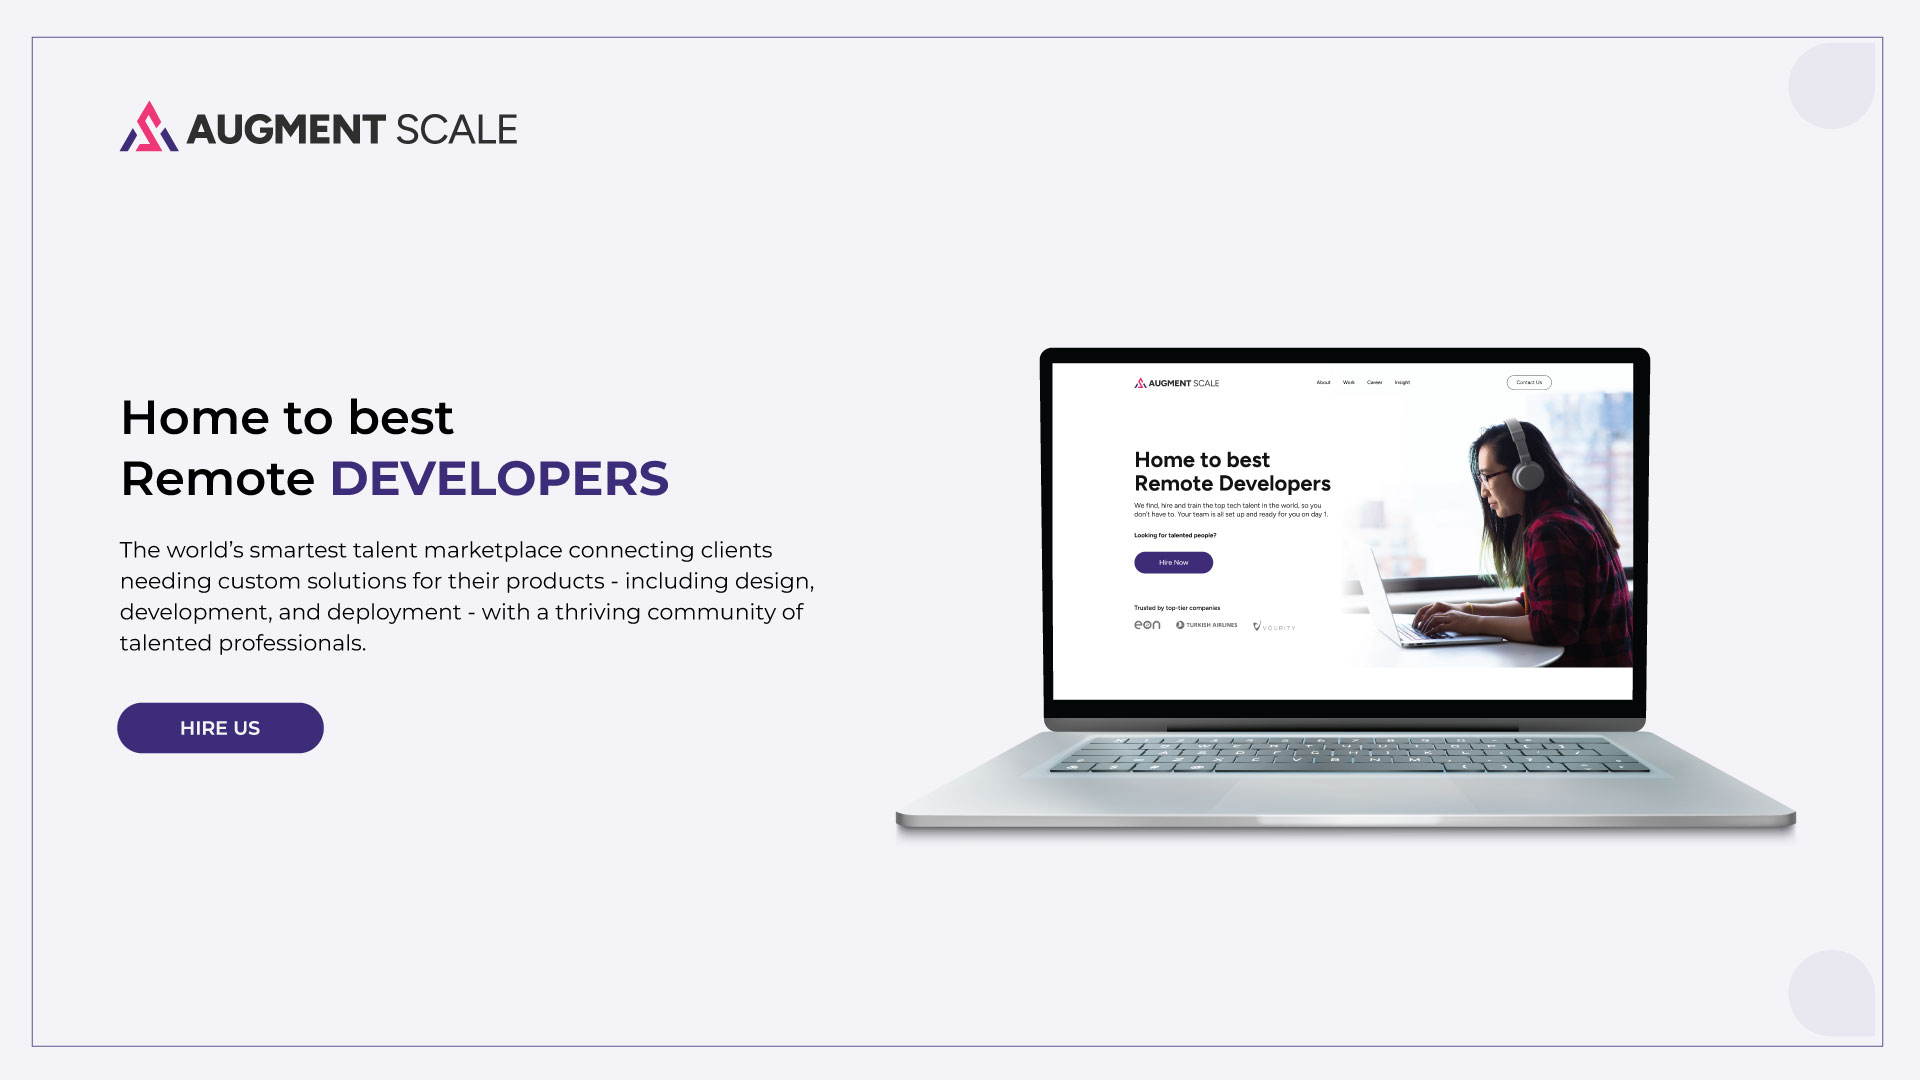 AUGMENT SCALE
Home to best
Remote DEVELOPERS
The world’s smartest talent marketplace connecting clients
needing custom solutions for their products - including design,
development, and deployment - with a thriving community of
talented professionals.
HIRE US
AUGMENT SCALE
About Work Career Insight
Contact Us
Home to best
Remote Developers
We find, hire and train the top tech talent in the world, so you
don't have to. Your team is all set up and ready for you on day 1.
Looking for talented people?
Hire Now
Trusted by top-tier companies
eon TURKISH AIRLINES VOURITY